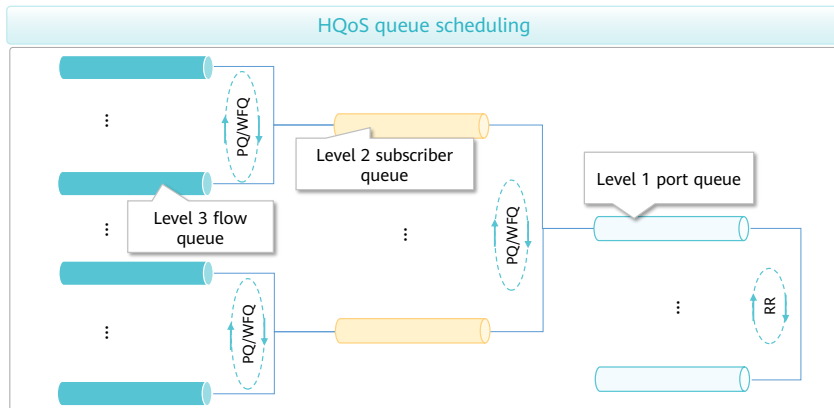 HQoS queue scheduling
PQ/WFQ
...
Level 2 subscriber
queue
Level 1 port queue
Level 3 flow
queue
...
...
PQ/WFQ
...
RR
PQ/WFQ
...